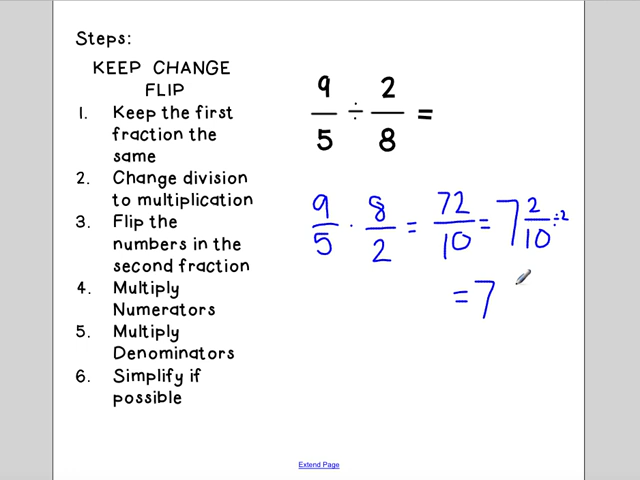 Steps:
KEEP CHANGE
FLIP
1. Keep the first
fraction the
same
2. Change division
to multiplication
3. Flip the
numbers in the
second fraction
4. Multiply
Numerators
5. Multiply
Denominators
6. Simplify if
possible
9/5 ÷ 2/8 =
9/5 · 8/2 = 72/10 = 7 2/10 ÷2
= 7
Extend Page